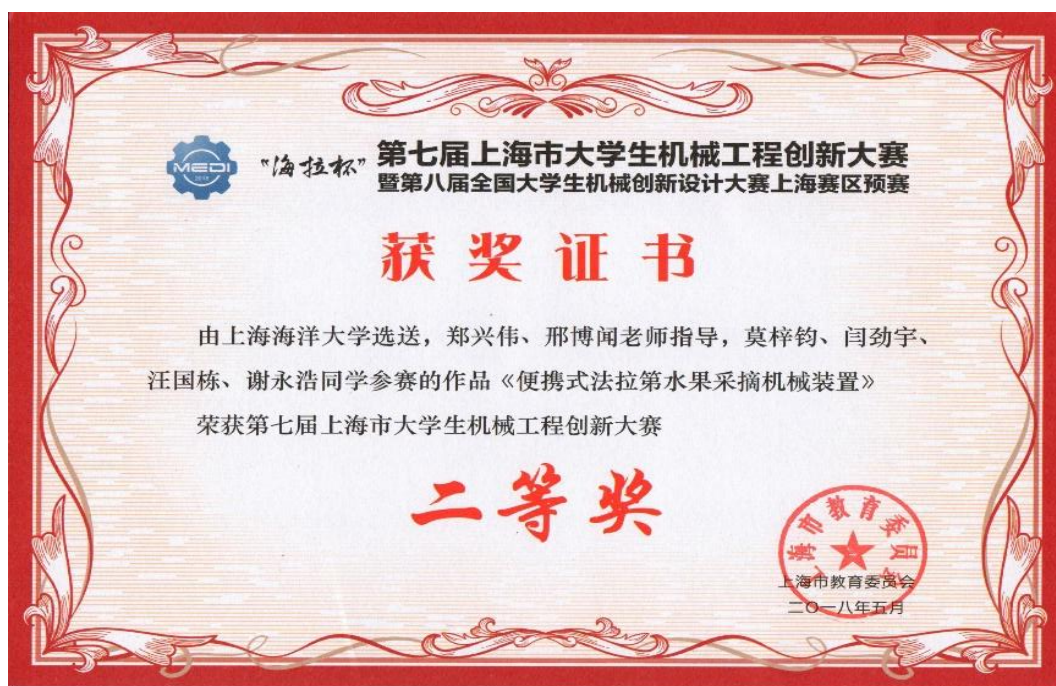 MEDI
"海拉杯"
第七届上海市大学生机械工程创新大赛
暨第八届全国大学生机械创新设计大赛上海赛区预赛
获奖证书
由上海海洋大学选送，郑兴伟、邢博闻老师指导，莫梓钧、闫劲宇、
汪国栋、谢永浩同学参赛的作品《便携式法拉第水果采摘机械装置》
荣获第七届上海市大学生机械工程创新大赛
二等奖
上海市教育委员会
上海市教育委员会
二〇一八年五月